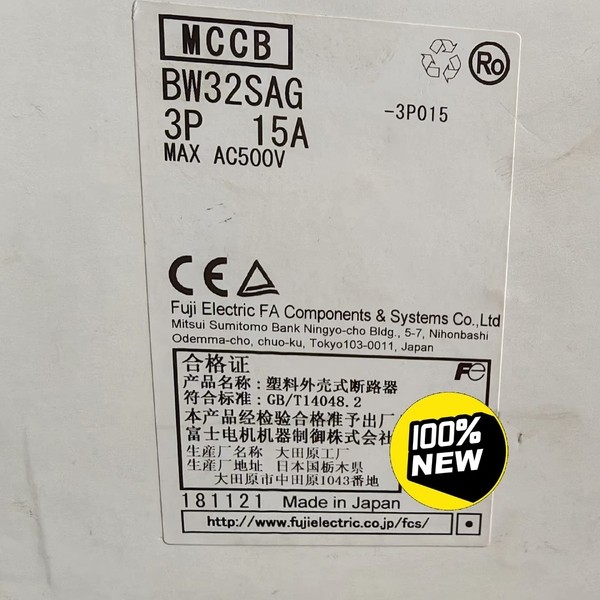 MCCB
Ro
BW32SAG
-3P015
3P 15A
MAX AC500V
CE
Fuji Electric FA Components & Systems Co.,Ltd
Mitsui Sumitomo Bank Ningyo-cho Bldg., 5-7, Nihonbashi
Odemma-cho, chuo-ku, Tokyo103-0011, Japan
合格证 Fe
产品名称：塑料外壳式断路器
符合标准：GB/T14048.2
本产品经检验合格准予出厂
富士电机机器制御株式会社
生産厂名称 大田原工厂
生産厂地址 日本国栃木県
大田原市中田原1043番地
100%
NEW
181121 Made in Japan
http://www.fujielectric.co.jp/fcs/